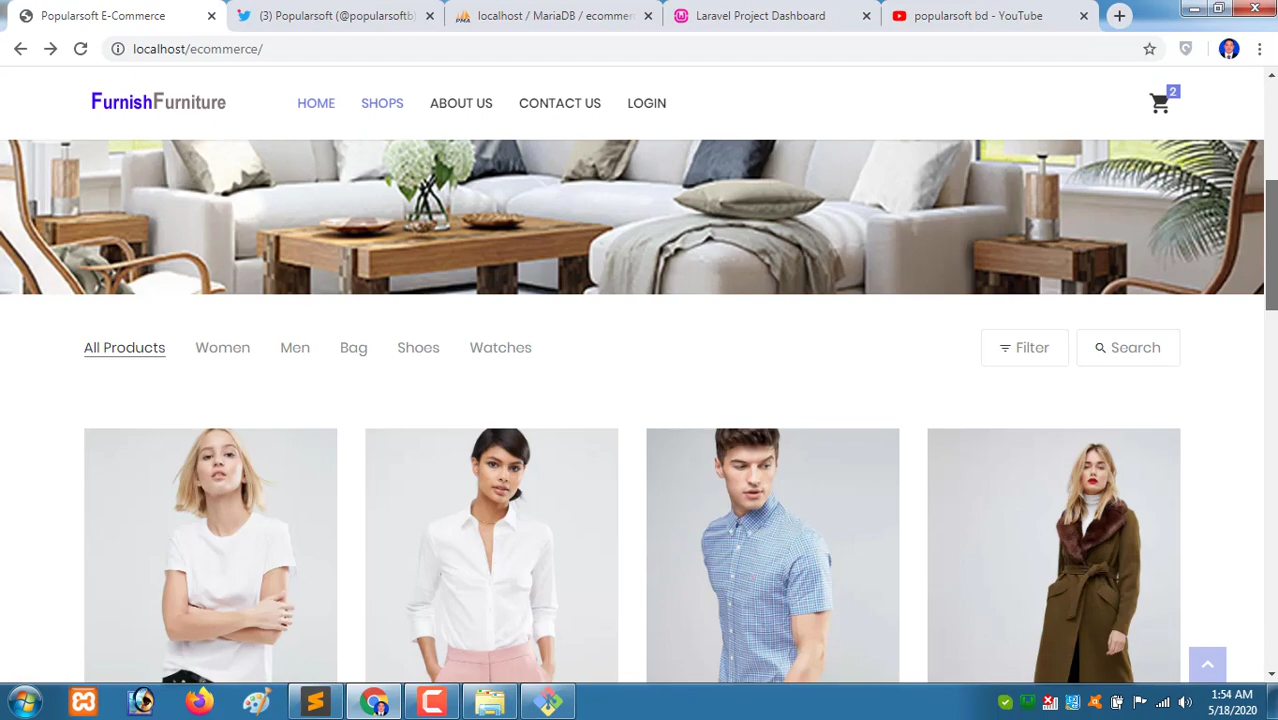 Popularsoft E-Commerce
(3) Popularsoft (@popularsoftb
localhost / MariaDB / ecommer
Laravel Project Dashboard
popularsoft bd - YouTube
localhost/ecommerce/
FurnishFurniture
HOME
SHOPS
ABOUT US
CONTACT US
LOGIN
2
All Products
Women
Men
Bag
Shoes
Watches
Filter
Search
1:54 AM
5/18/2020